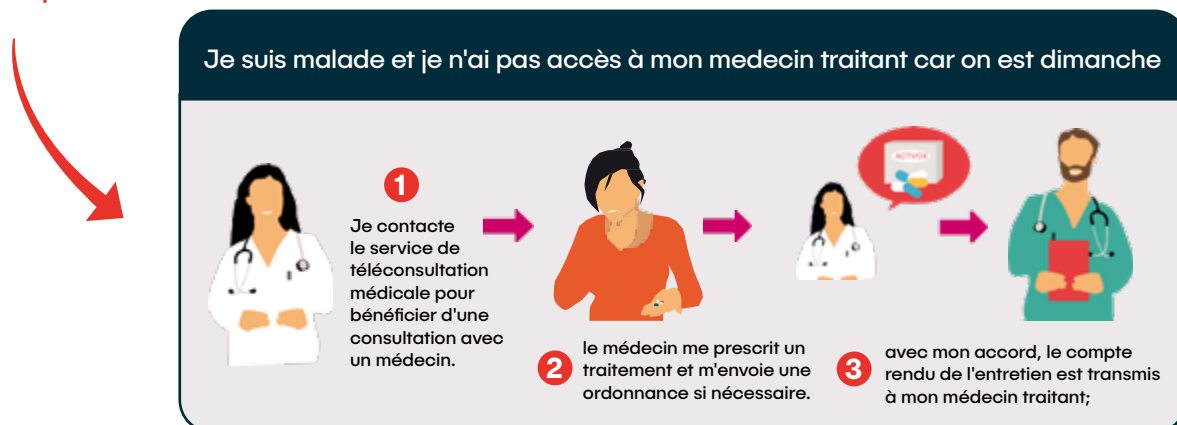 Je suis malade et je n'ai pas accès à mon medecin traitant car on est dimanche
1
Je contacte
le service de
téléconsultation
médicale pour
bénéficier d'une
consultation avec
un médecin.
2
le médecin me prescrit un
traitement et m'envoie une
ordonnance si nécessaire.
3
avec mon accord, le compte
rendu de l'entretien est transmis
à mon médecin traitant;